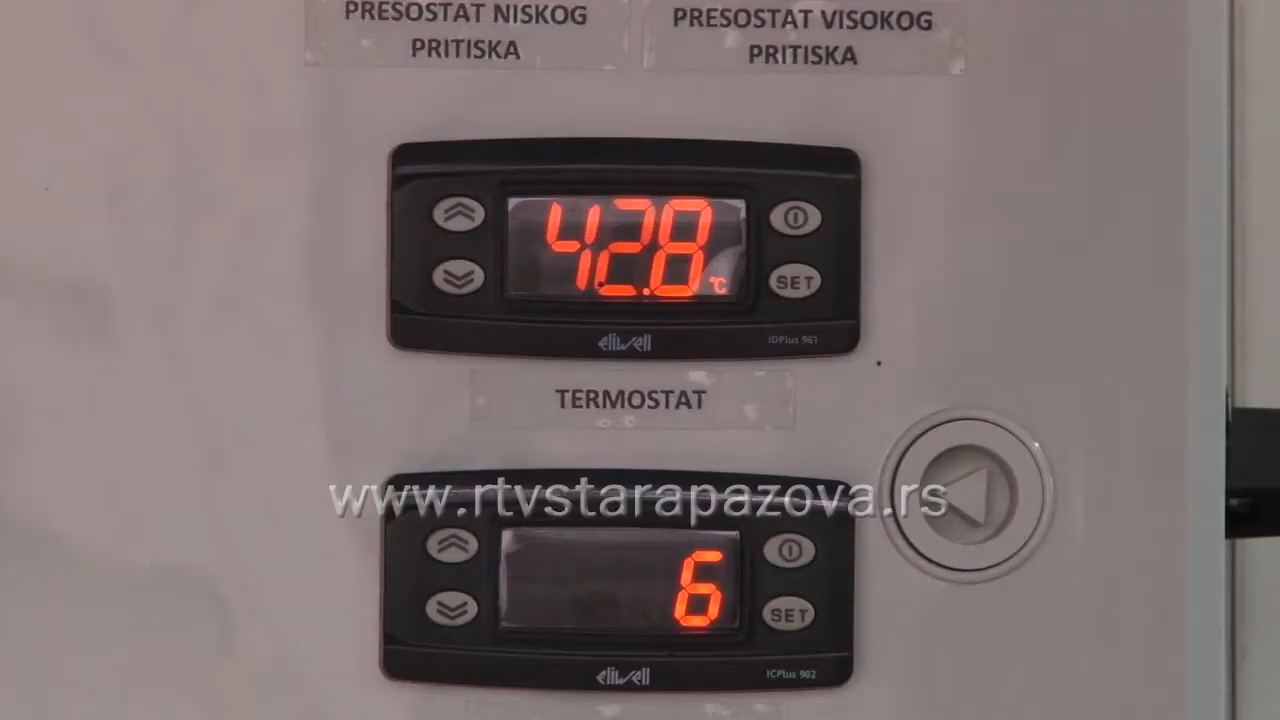 PRESOSTAT NISKOG
PRITISKA
PRESOSTAT VISOKOG
PRITISKA
42.8 °C
SET
eliwell
IDPlus 961
TERMOSTAT
www.rtvstarapazova.rs
6
SET
eliwell
ICPlus 902